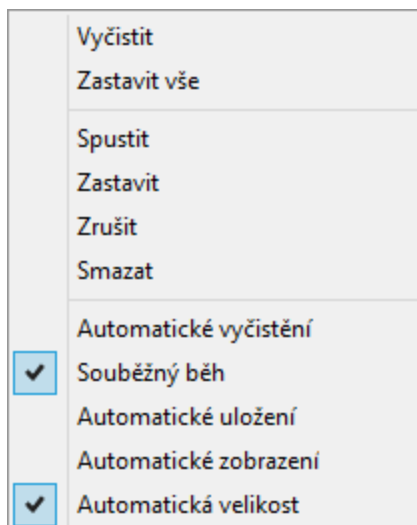 Vyčistit
Zastavit vše
Spustit
Zastavit
Zrušit
Smazat
Automatické vyčistění
Souběžný běh
Automatické uložení
Automatické zobrazení
Automatická velikost